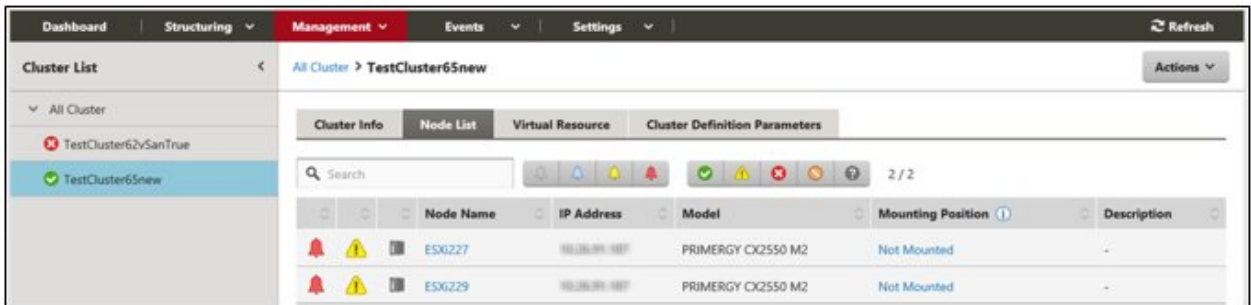 Dashboard Structuring Management Events Settings Refresh
Cluster List All Cluster > TestCluster65new Actions
All Cluster
Cluster Info Node List Virtual Resource Cluster Definition Parameters
TestCluster62vSanTrue
TestCluster65new
Search 2 / 2
Node Name IP Address Model Mounting Position Description
ESXi227 PRIMERGY CX2550 M2 Not Mounted -
ESXi229 PRIMERGY CX2550 M2 Not Mounted -